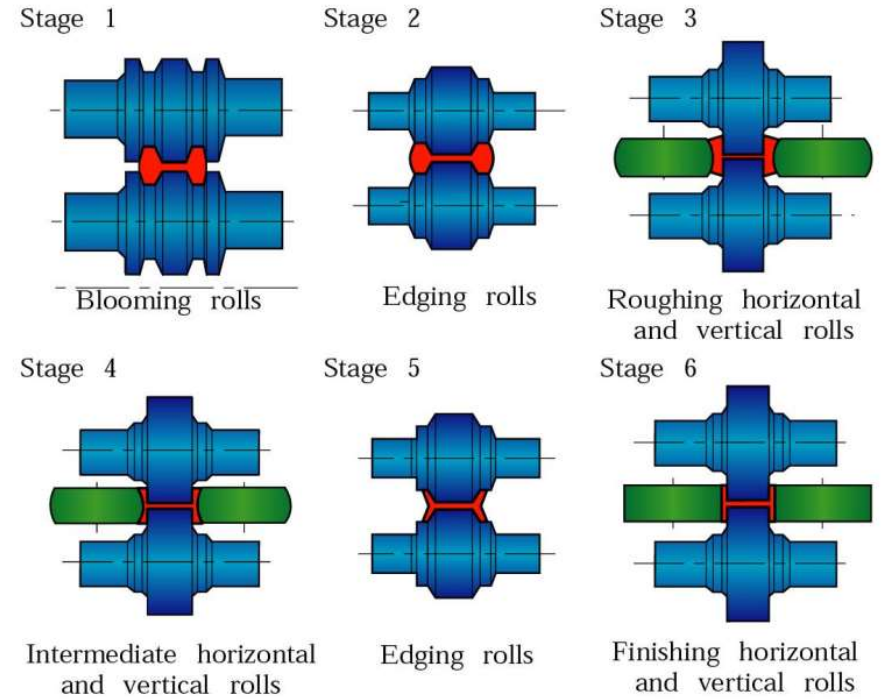 Stage 1
Stage 2
Stage 3
Blooming rolls
Edging rolls
Roughing horizontal
and vertical rolls
Stage 4
Stage 5
Stage 6
Intermediate horizontal
and vertical rolls
Edging rolls
Finishing horizontal
and vertical rolls